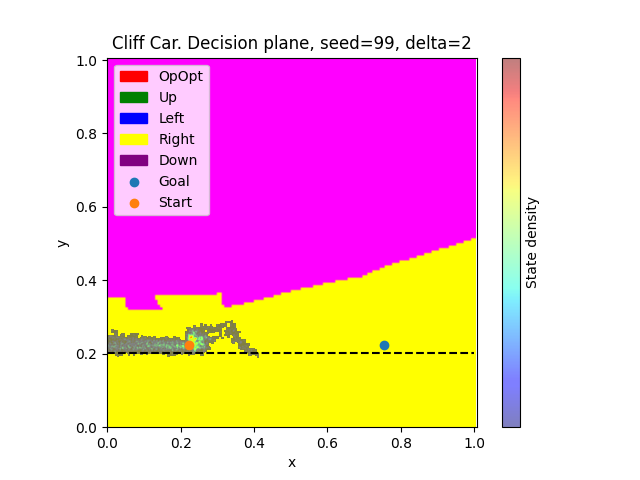 Cliff Car. Decision plane, seed=99, delta=2
OpOpt
Up
Left
Right
Down
Goal
Start
1.0
0.8
0.6
0.4
0.2
0.0
y
0.0 0.2 0.4 0.6 0.8 1.0
x
State density